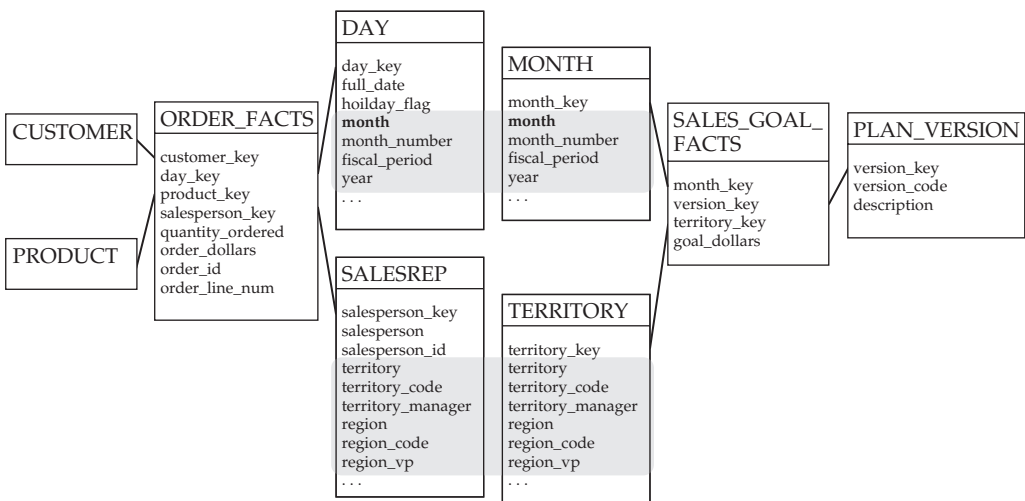 CUSTOMER
PRODUCT
ORDER_FACTS
customer_key
day_key
product_key
salesperson_key
quantity_ordered
order_dollars
order_id
order_line_num
DAY
day_key
full_date
hoilday_flag
month
month_number
fiscal_period
year
. . .
SALESREP
salesperson_key
salesperson
salesperson_id
territory
territory_code
territory_manager
region
region_code
region_vp
. . .
MONTH
month_key
month
month_number
fiscal_period
year
. . .
TERRITORY
territory_key
territory
territory_code
territory_manager
region
region_code
region_vp
. . .
SALES_GOAL_
FACTS
month_key
version_key
territory_key
goal_dollars
PLAN_VERSION
version_key
version_code
description